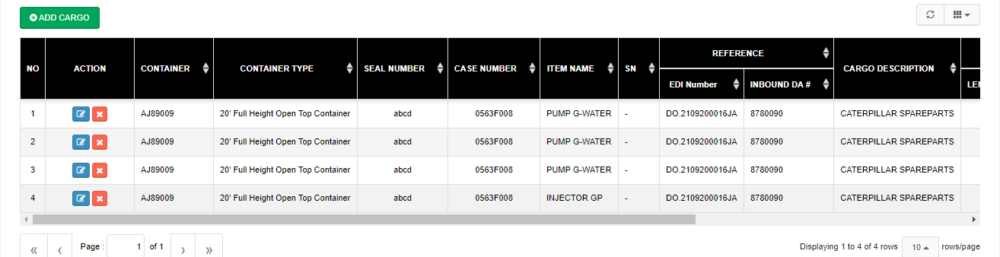 ADD CARGO
REFERENCE
NO ACTION CONTAINER CONTAINER TYPE SEAL NUMBER CASE NUMBER ITEM NAME SN CARGO DESCRIPTION
EDI Number INBOUND DA # LEN
1 AJ89009 20' Full Height Open Top Container abcd 0563F008 PUMP G-WATER - DO.2109200016JA 8780090 CATERPILLAR SPAREPARTS
2 AJ89009 20' Full Height Open Top Container abcd 0563F008 PUMP G-WATER - DO.2109200016JA 8780090 CATERPILLAR SPAREPARTS
3 AJ89009 20' Full Height Open Top Container abcd 0563F008 PUMP G-WATER - DO.2109200016JA 8780090 CATERPILLAR SPAREPARTS
4 AJ89009 20' Full Height Open Top Container abcd 0563F008 INJECTOR GP - DO.2109200016JA 8780090 CATERPILLAR SPAREPARTS
« ‹ Page : 1 of 1 › » Displaying 1 to 4 of 4 rows 10 rows/page